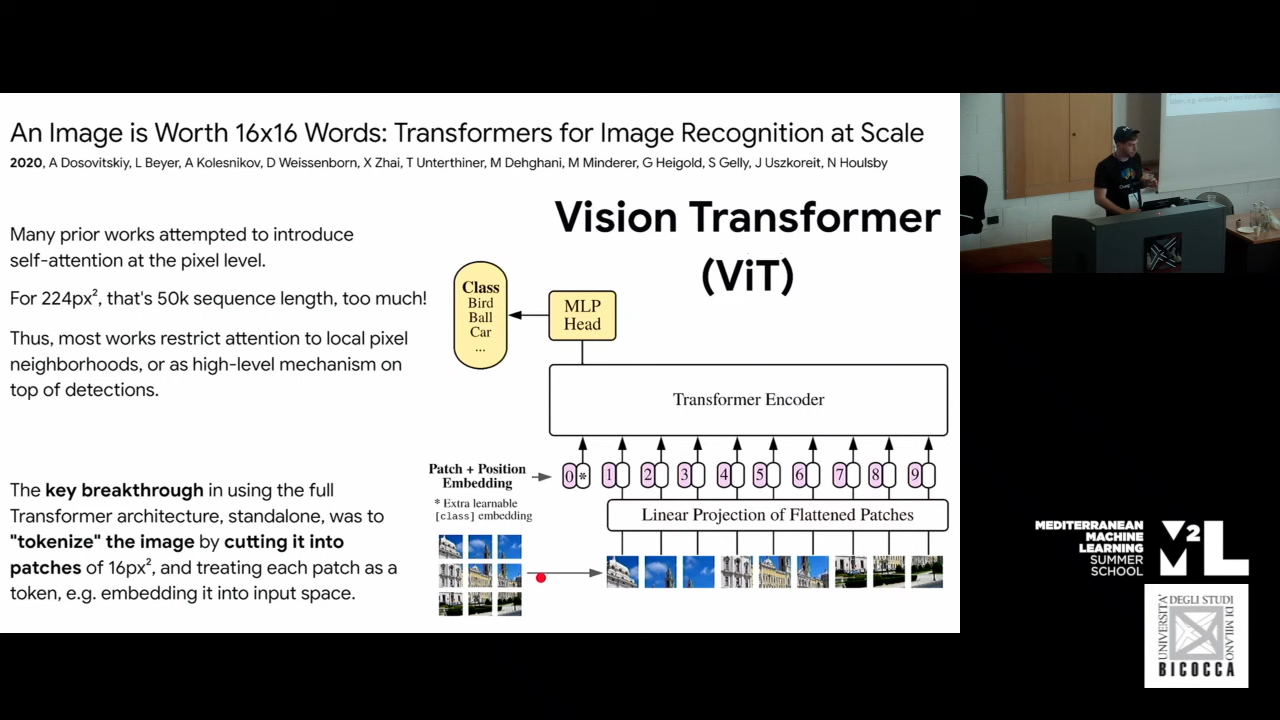 An Image is Worth 16x16 Words: Transformers for Image Recognition at Scale
2020, A Dosovitskiy, L Beyer, A Kolesnikov, D Weissenborn, X Zhai, T Unterthiner, M Dehghani, M Minderer, G Heigold, S Gelly, J Uszkoreit, N Houlsby
Many prior works attempted to introduce
self-attention at the pixel level.
For 224px², that's 50k sequence length, too much!
Thus, most works restrict attention to local pixel
neighborhoods, or as high-level mechanism on
top of detections.
The key breakthrough in using the full
Transformer architecture, standalone, was to
"tokenize" the image by cutting it into
patches of 16px², and treating each patch as a
token, e.g. embedding it into input space.
Vision Transformer
(ViT)
Class
Bird
Ball
Car
...
MLP
Head
Transformer Encoder
Patch + Position
Embedding
* Extra learnable
[class] embedding
0 * 1 2 3 4 5 6 7 8 9
Linear Projection of Flattened Patches
MEDITERRANEAN
MACHINE
LEARNING
SUMMER
SCHOOL
M2L
UNIVERSITA'
DEGLI STUDI
DI MILANO
BICOCCA